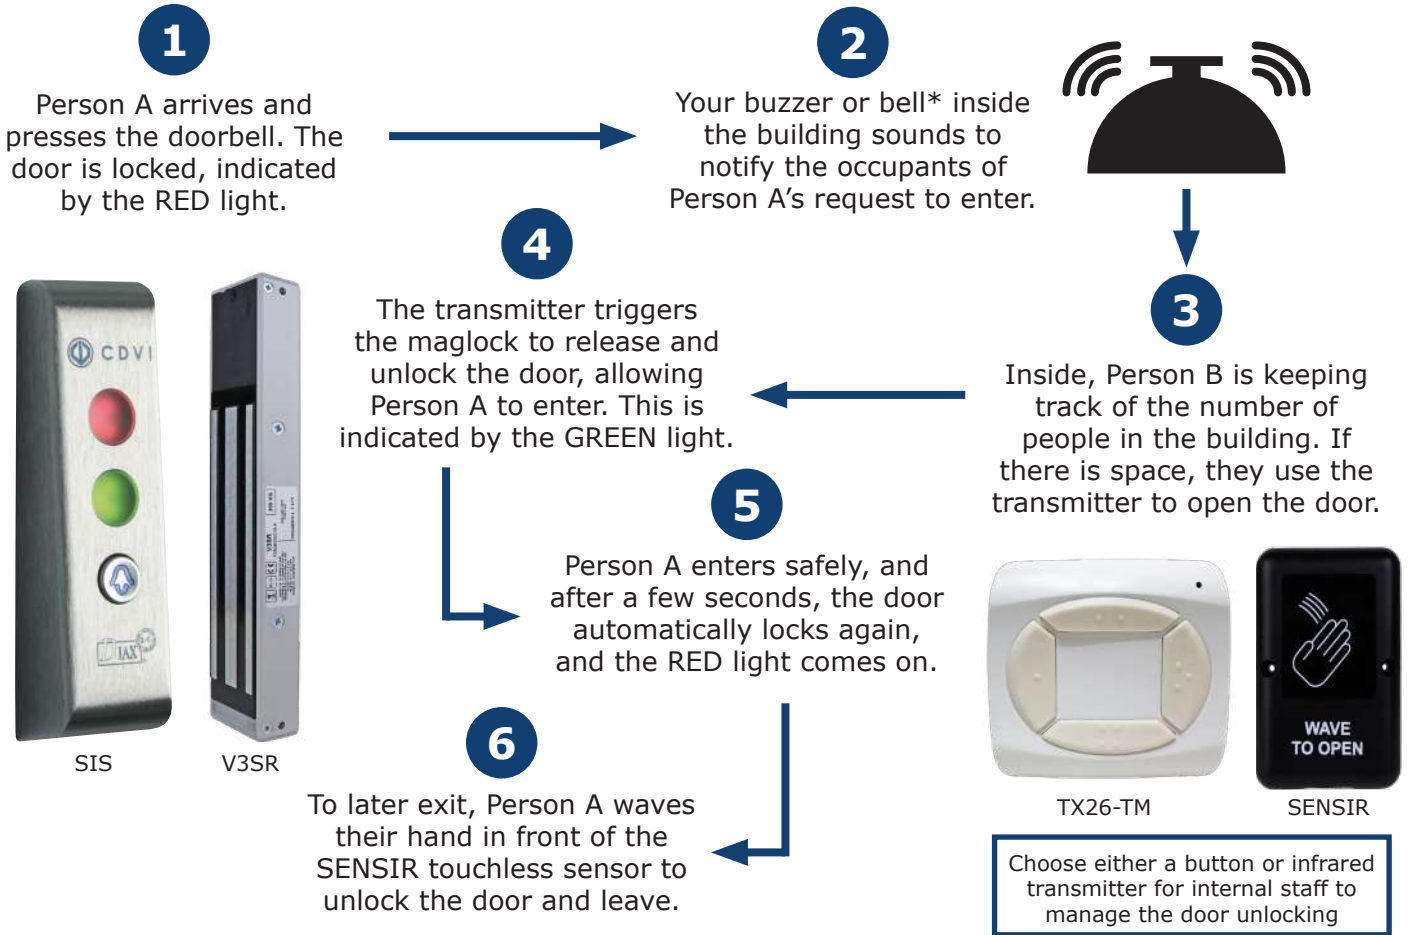 1
Person A arrives and
presses the doorbell. The
door is locked, indicated
by the RED light.
2
Your buzzer or bell* inside
the building sounds to
notify the occupants of
Person A's request to enter.
3
Inside, Person B is keeping
track of the number of
people in the building. If
there is space, they use the
transmitter to open the door.
4
The transmitter triggers
the maglock to release and
unlock the door, allowing
Person A to enter. This is
indicated by the GREEN light.
5
Person A enters safely, and
after a few seconds, the door
automatically locks again,
and the RED light comes on.
6
To later exit, Person A waves
their hand in front of the
SENSIR touchless sensor to
unlock the door and leave.
CDVI
SIS
V3SR
WAVE
TO OPEN
TX26-TM
SENSIR
Choose either a button or infrared
transmitter for internal staff to
manage the door unlocking